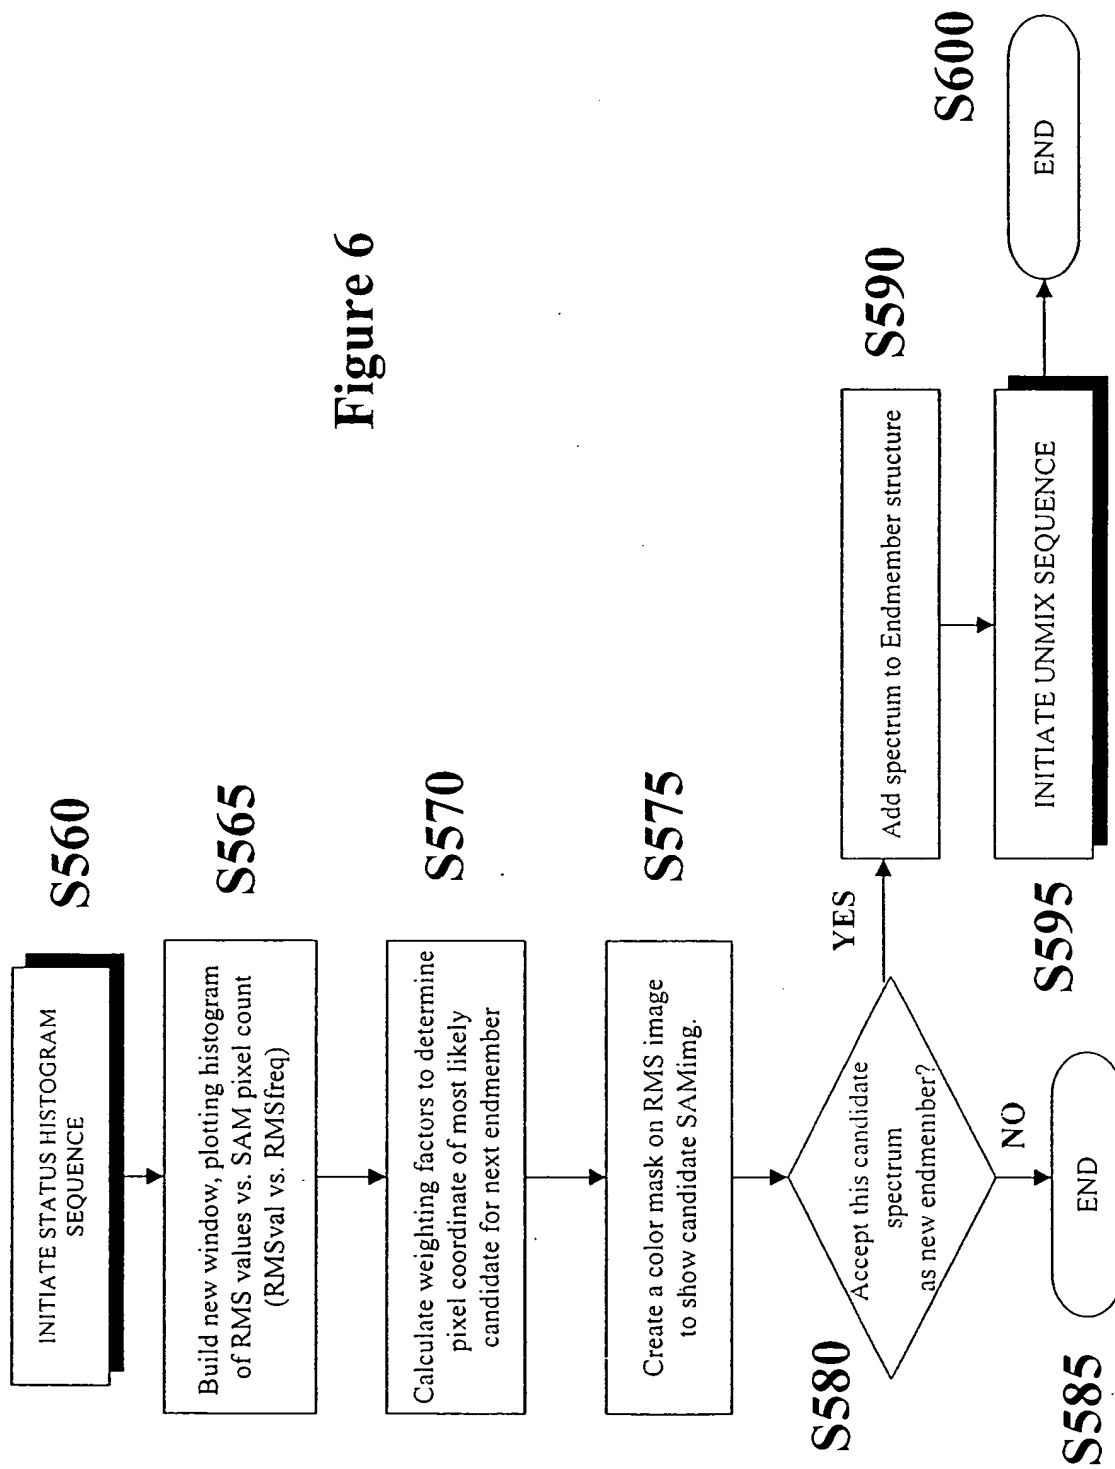 INITIATE STATUS HISTOGRAM
SEQUENCE
S560
Build new window, plotting histogram
of RMS values vs. SAM pixel count
(RMSval vs. RMSfreq)
S565
Calculate weighting factors to determine
pixel coordinate of most likely
candidate for next endmember
S570
Create a color mask on RMS image
to show candidate SAMimg.
S575
S580
Accept this candidate
spectrum
as new endmember?
YES
NO
END
S585
Add spectrum to Endmember structure
S590
INITIATE UNMIX SEQUENCE
S595
END
S600
Figure 6